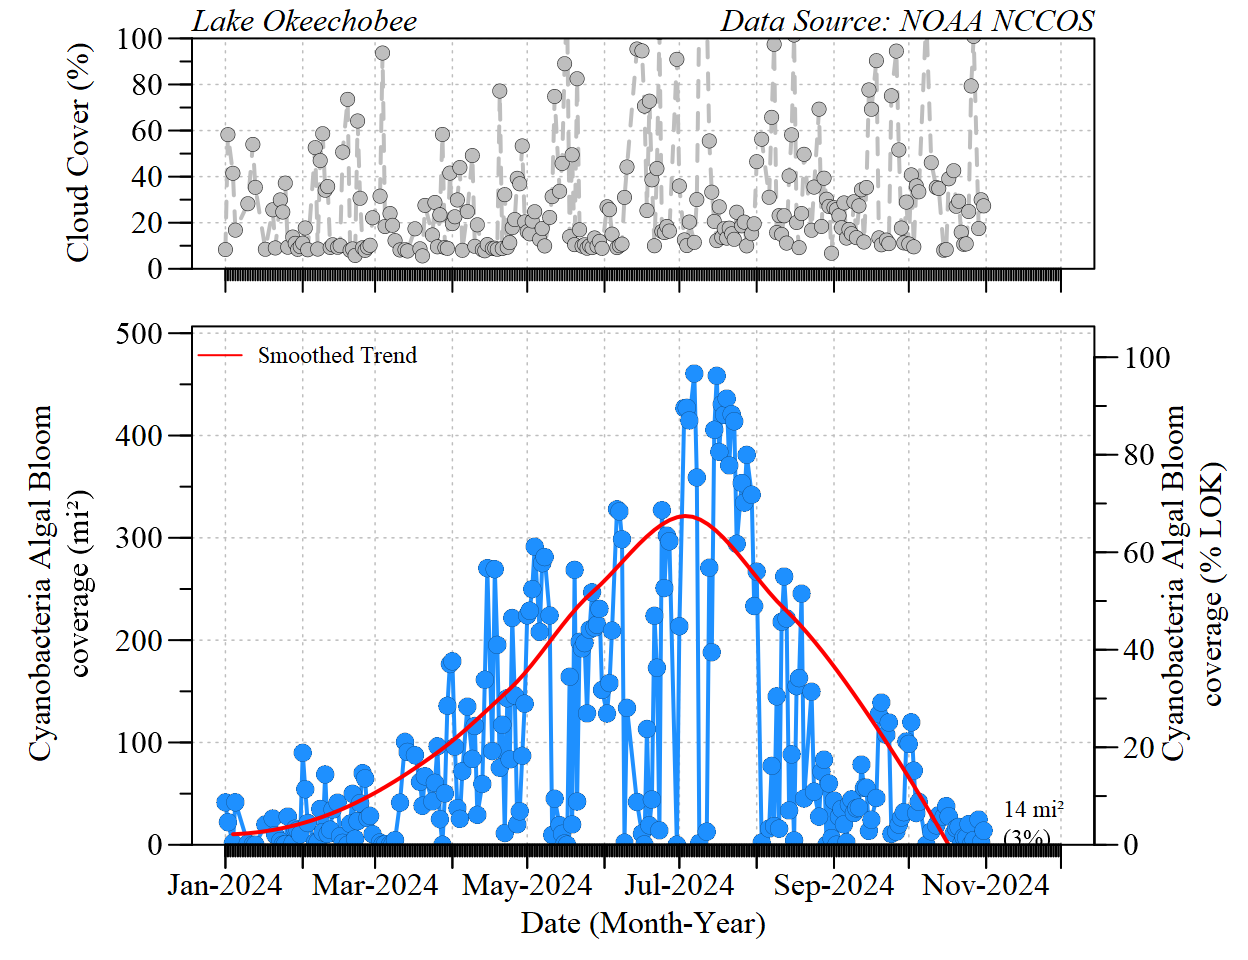 Lake Okeechobee
Data Source: NOAA NCCOS
Cloud Cover (%)
100
80
60
40
20
0
Cyanobacteria Algal Bloom
coverage (mi²)
500
400
300
200
100
0
Smoothed Trend
14 mi²
(3%)
100
80
60
40
20
0
Cyanobacteria Algal Bloom
coverage (% LOK)
Jan-2024
Mar-2024
May-2024
Jul-2024
Sep-2024
Nov-2024
Date (Month-Year)